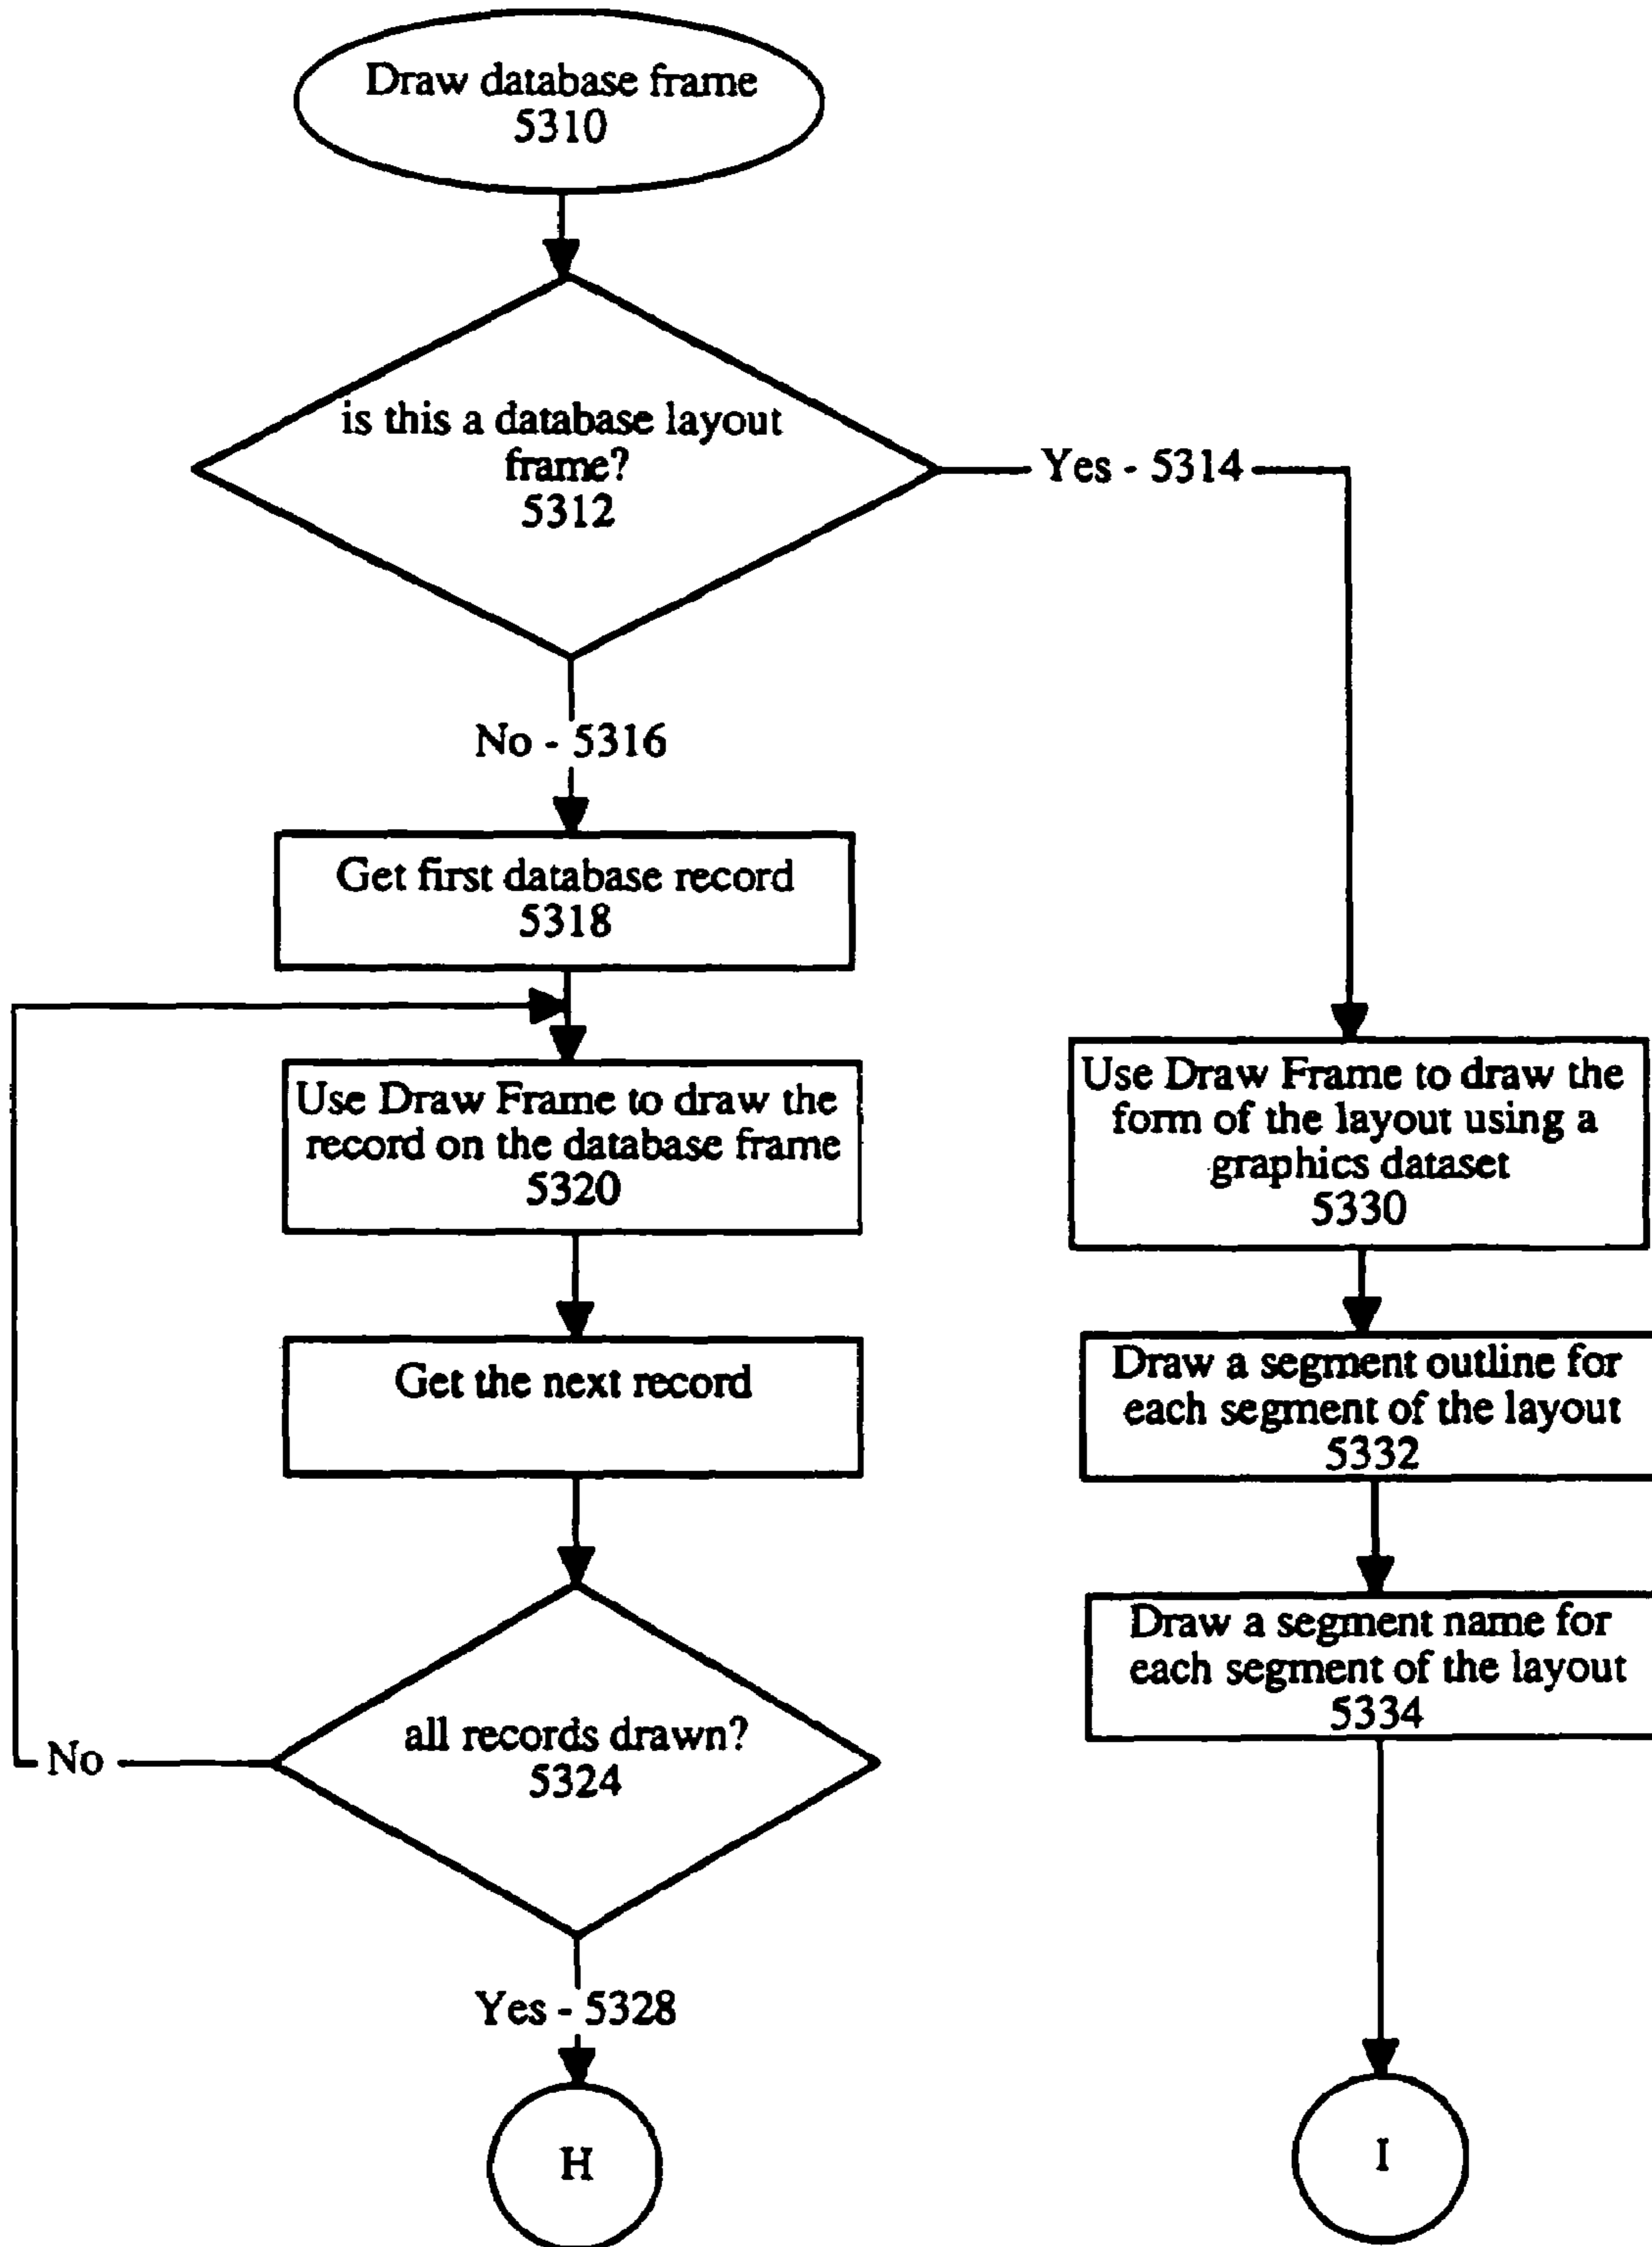 Draw database frame
5310
is this a database layout
frame?
5312
Yes - 5314
No - 5316
Get first database record
5318
Use Draw Frame to draw the
record on the database frame
5320
Get the next record
all records drawn?
5324
No
Yes - 5328
H
Use Draw Frame to draw the
form of the layout using a
graphics dataset
5330
Draw a segment outline for
each segment of the layout
5332
Draw a segment name for
each segment of the layout
5334
I